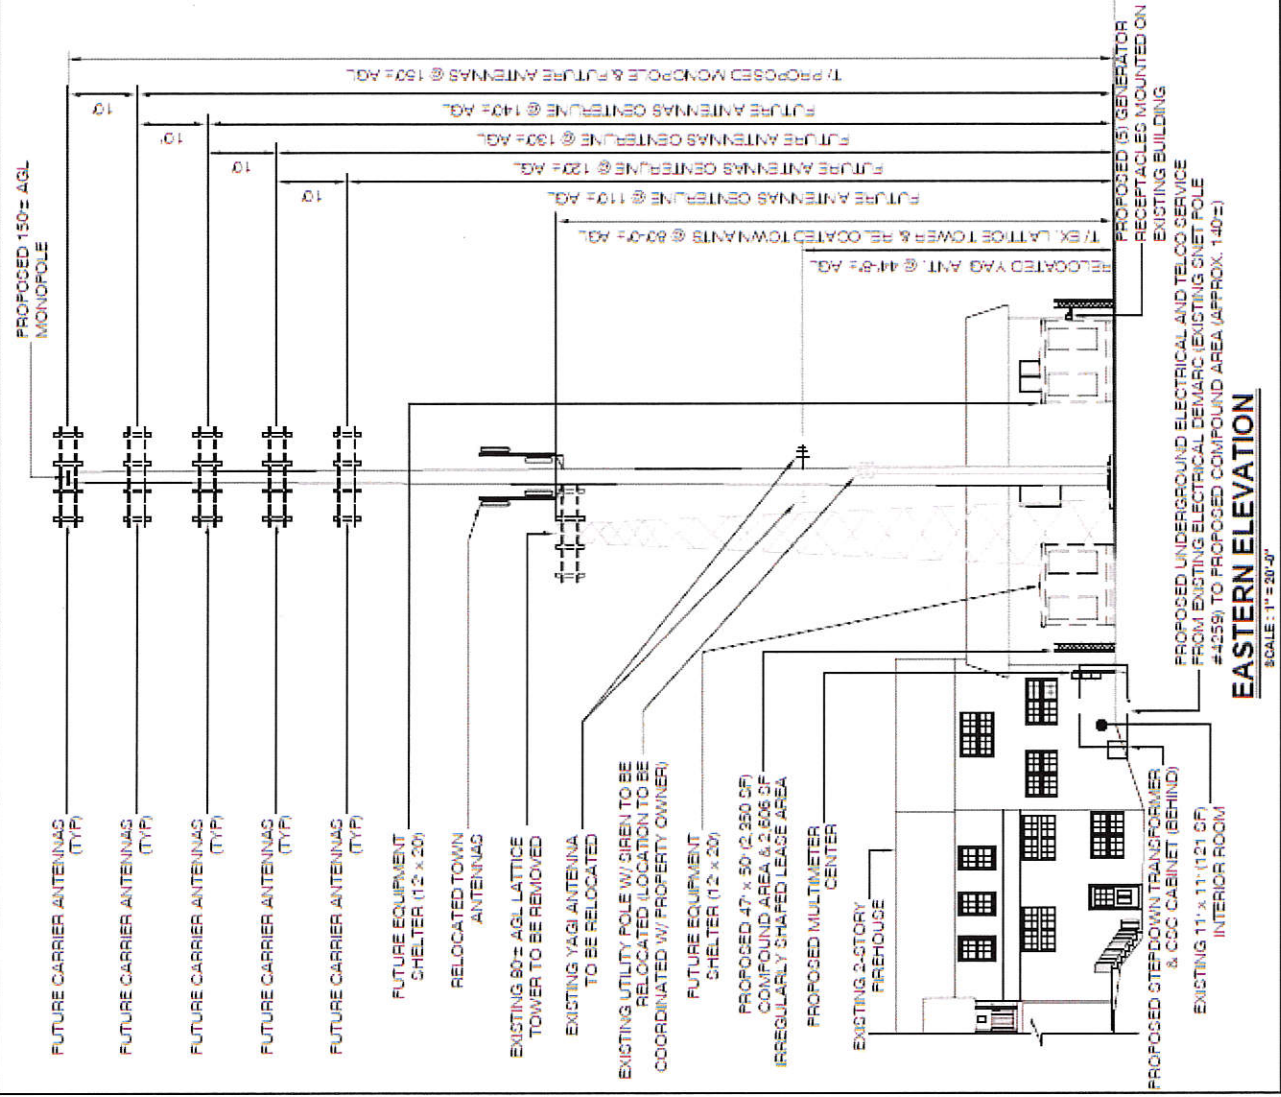 PROPOSED 150'± AGL
MONOPOLE
10'
10'
10'
10'
T/ PROPOSED MONOPOLE & FUTURE ANTENNAS @ 150'± AGL
FUTURE ANTENNAS CENTERLINE @ 140'± AGL
FUTURE ANTENNAS CENTERLINE @ 130'± AGL
FUTURE ANTENNAS CENTERLINE @ 120'± AGL
FUTURE ANTENNAS CENTERLINE @ 110'± AGL
T/ EX. LATTICE TOWER & RELOCATED TOWN ANTS @ 80'-0"± AGL
RELOCATED YAGI ANT. @ 44'-8"± AGL
PROPOSED (5) GENERATOR
RECEPTACLES MOUNTED ON
EXISTING BUILDING
FUTURE CARRIER ANTENNAS
(TYP)
FUTURE CARRIER ANTENNAS
(TYP)
FUTURE CARRIER ANTENNAS
(TYP)
FUTURE CARRIER ANTENNAS
(TYP)
FUTURE CARRIER ANTENNAS
(TYP)
FUTURE EQUIPMENT
SHELTER (12' x 20')
RELOCATED TOWN
ANTENNAS
EXISTING 80'± AGL LATTICE
TOWER TO BE REMOVED
EXISTING YAGI ANTENNA
TO BE RELOCATED
EXISTING UTILITY POLE W/ SIREN TO BE
RELOCATED (LOCATION TO BE
COORDINATED W/ PROPERTY OWNER)
FUTURE EQUIPMENT
SHELTER (12' x 20')
PROPOSED 47' x 50' (2,350 SF)
COMPOUND AREA & 2,606 SF
IRREGULARLY SHAPED LEASE AREA
PROPOSED MULTIMETER
CENTER
EXISTING 2-STORY
FIREHOUSE
PROPOSED STEPDOWN TRANSFORMER
& CSC CABINET (BEHIND)
EXISTING 11' x 11' (121 SF)
INTERIOR ROOM
PROPOSED UNDERGROUND ELECTRICAL AND TELCO SERVICE
FROM EXISTING ELECTRICAL DEMARC (EXISTING SNET POLE
#4259) TO PROPOSED COMPOUND AREA (APPROX. 140'±)
EASTERN ELEVATION
SCALE : 1" = 20'-0"